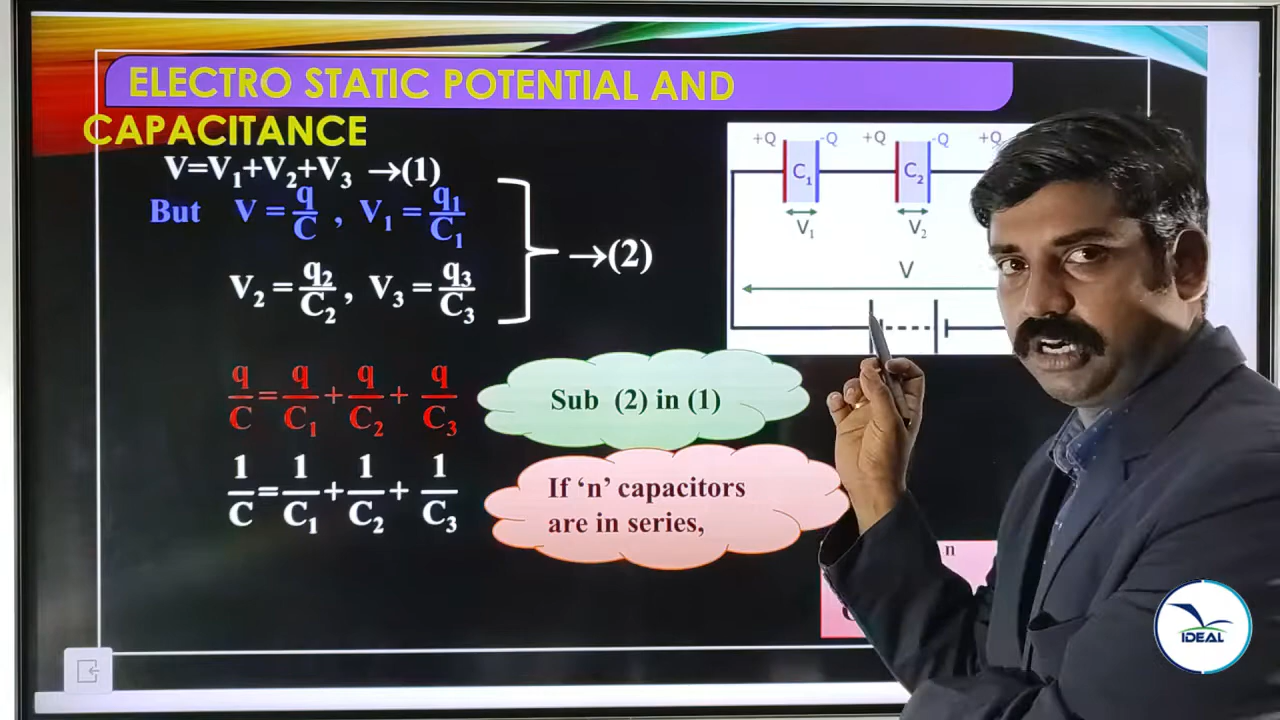 ELECTRO STATIC POTENTIAL AND
CAPACITANCE
V=V₁+V₂+V₃ →(1)
But V = q/C , V₁ = q₁/C₁
V₂ = q₂/C₂ , V₃ = q₃/C₃
→(2)
q/C = q/C₁ + q/C₂ + q/C₃
Sub (2) in (1)
1/C = 1/C₁ + 1/C₂ + 1/C₃
If ‘n’ capacitors
are in series,
+Q -Q +Q -Q +Q
C₁ C₂
V₁ V₂
V
n
IDEAL